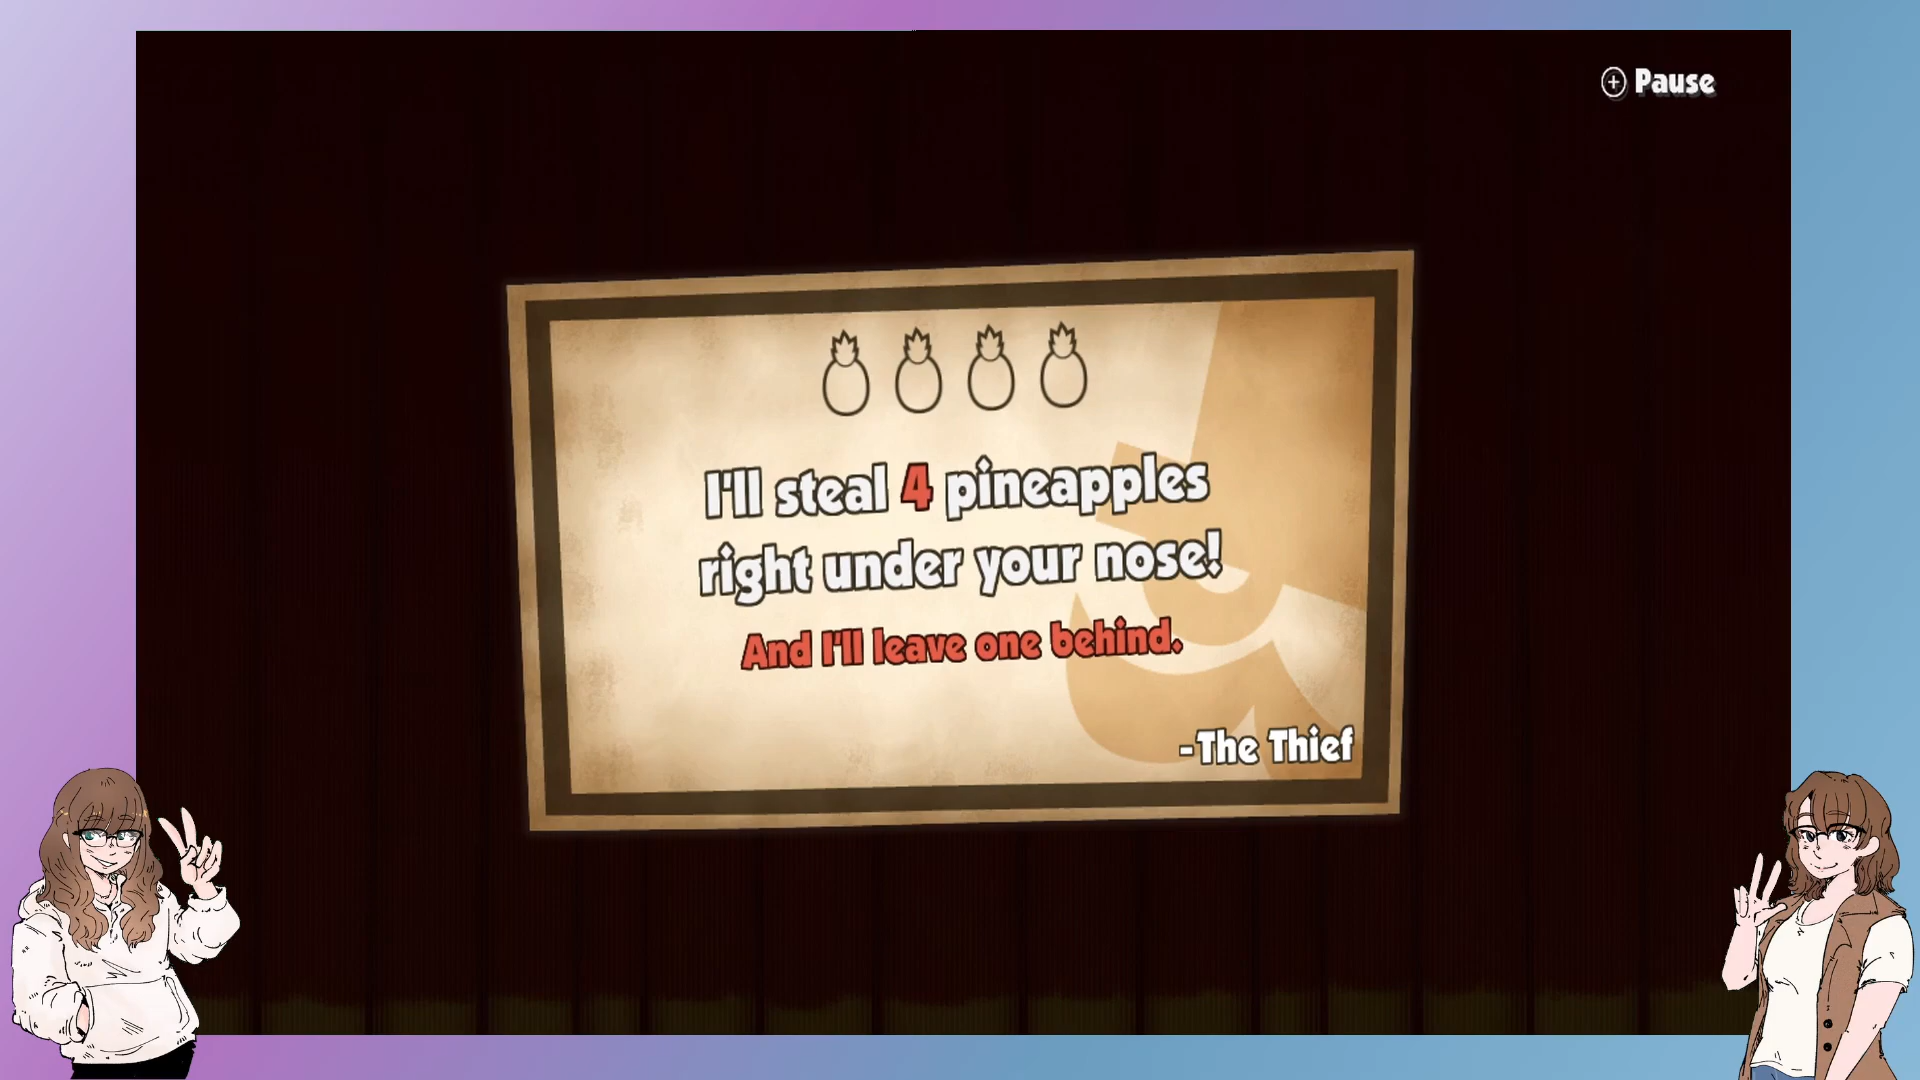 Pause
I'll steal 4 pineapples
right under your nose!
And I'll leave one behind.
-The Thief